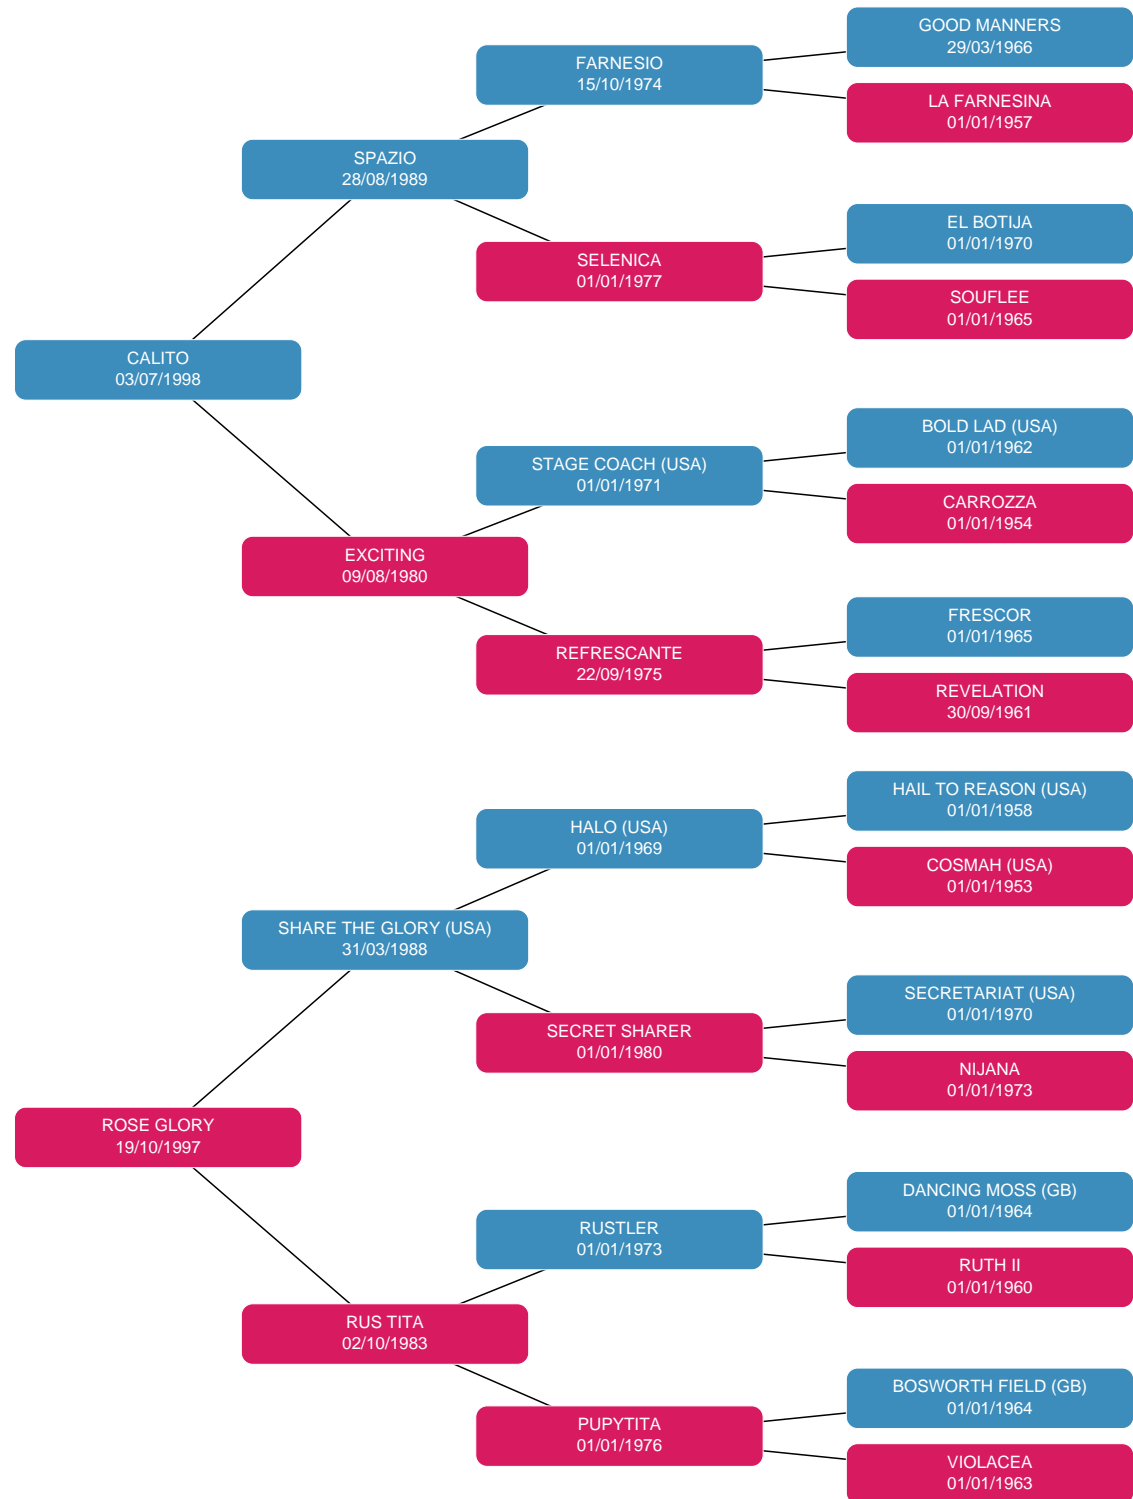 GOOD MANNERS
29/03/1966
FARNESIO
15/10/1974
LA FARNESINA
01/01/1957
SPAZIO
28/08/1989
EL BOTIJA
01/01/1970
SELENICA
01/01/1977
SOUFLEE
01/01/1965
CALITO
03/07/1998
BOLD LAD (USA)
01/01/1962
STAGE COACH (USA)
01/01/1971
CARROZZA
01/01/1954
EXCITING
09/08/1980
FRESCOR
01/01/1965
REFRESCANTE
22/09/1975
REVELATION
30/09/1961
HAIL TO REASON (USA)
01/01/1958
HALO (USA)
01/01/1969
COSMAH (USA)
01/01/1953
SHARE THE GLORY (USA)
31/03/1988
SECRETARIAT (USA)
01/01/1970
SECRET SHARER
01/01/1980
NIJANA
01/01/1973
ROSE GLORY
19/10/1997
DANCING MOSS (GB)
01/01/1964
RUSTLER
01/01/1973
RUTH II
01/01/1960
RUS TITA
02/10/1983
BOSWORTH FIELD (GB)
01/01/1964
PUPYTITA
01/01/1976
VIOLACEA
01/01/1963